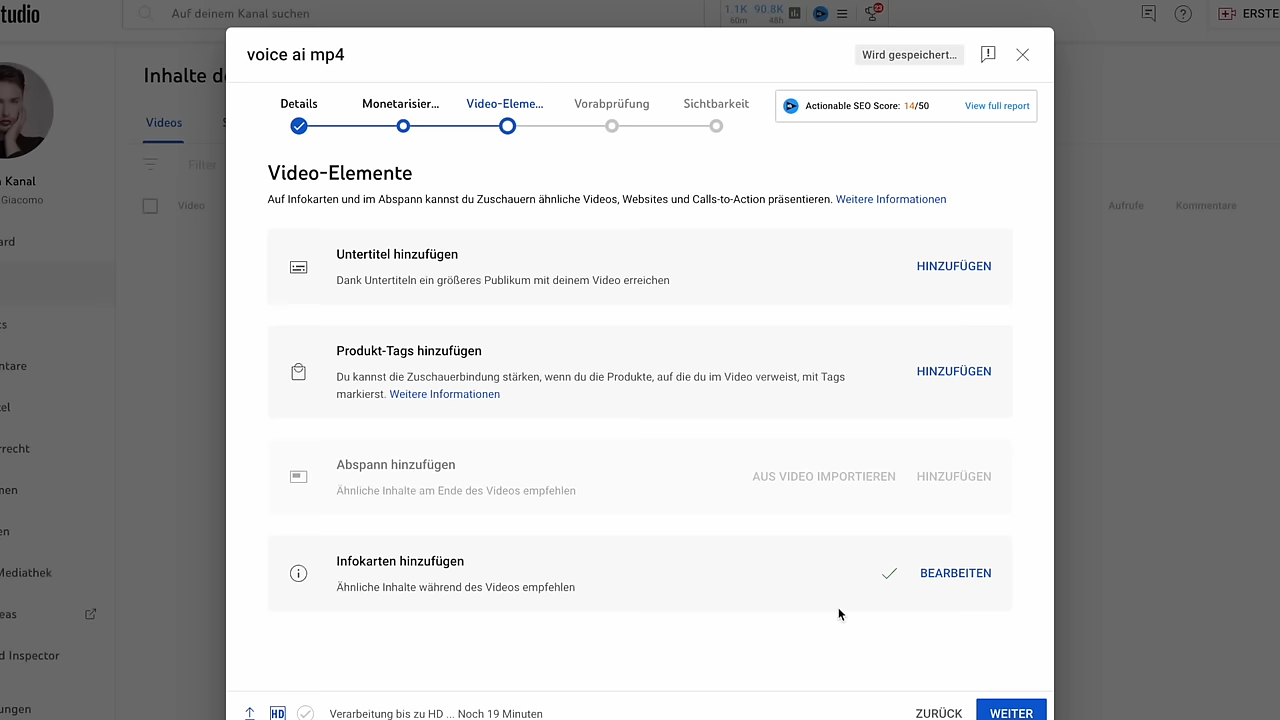 tudio
Auf deinem Kanal suchen
1.1K 90.8K
60m 48h
23
ERSTE
voice ai mp4
Wird gespeichert...
Inhalte d
Details
Monetarisier...
Video-Eleme...
Vorabprüfung
Sichtbarkeit
Actionable SEO Score: 14/50
View full report
Videos
Filter
Video
Aufrufe
Kommentare
Kanal
Giacomo
Video-Elemente
Auf Infokarten und im Abspann kannst du Zuschauern ähnliche Videos, Websites und Calls-to-Action präsentieren. Weitere Informationen
ard
Untertitel hinzufügen
Dank Untertiteln ein größeres Publikum mit deinem Video erreichen
HINZUFÜGEN
cs
Produkt-Tags hinzufügen
Du kannst die Zuschauerbindung stärken, wenn du die Produkte, auf die du im Video verweist, mit Tags
markierst. Weitere Informationen
HINZUFÜGEN
ntare
tel
rrecht
Abspann hinzufügen
Ähnliche Inhalte am Ende des Videos empfehlen
AUS VIDEO IMPORTIEREN
HINZUFÜGEN
nen
en
Infokarten hinzufügen
Ähnliche Inhalte während des Videos empfehlen
BEARBEITEN
Mediathek
eas
d Inspector
ungen
HD
Verarbeitung bis zu HD ... Noch 19 Minuten
ZURÜCK
WEITER